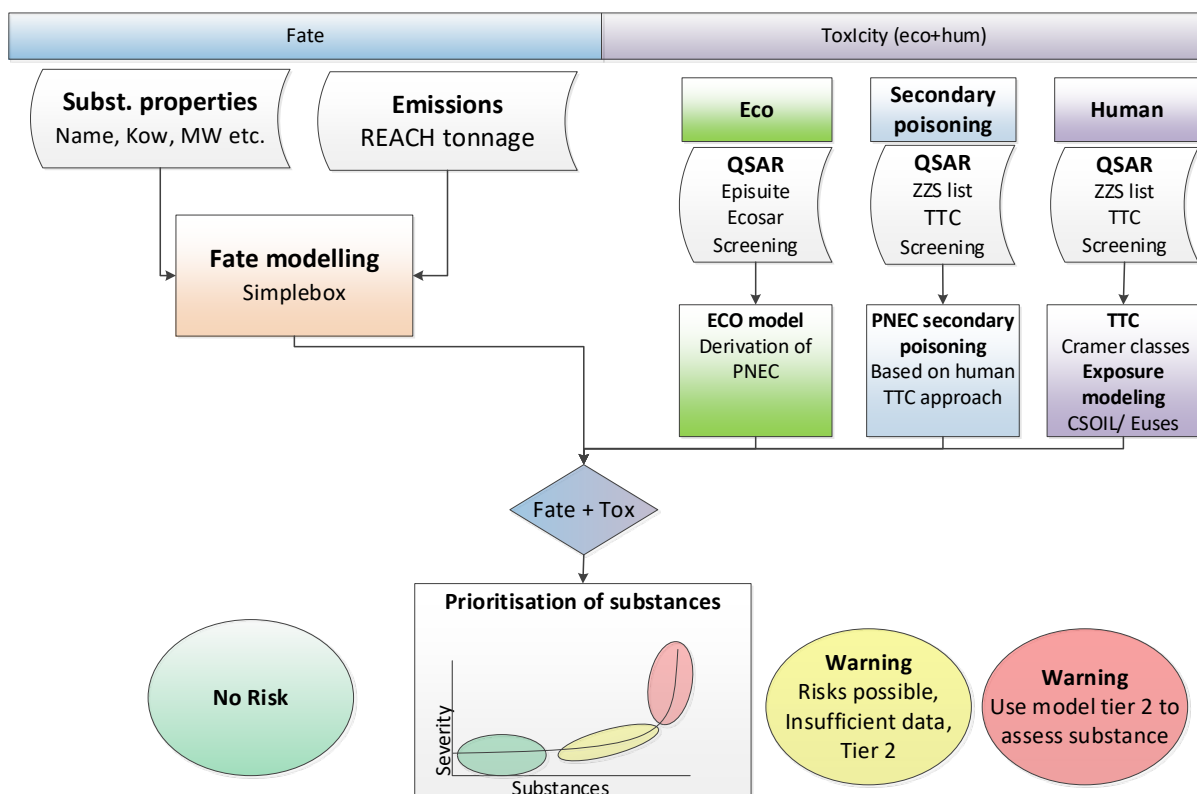 Fate
ToxIcity (eco+hum)
Subst. properties
Name, Kow, MW etc.
Emissions
REACH tonnage
Eco
Secondary
poisoning
Human
QSAR
Episuite
Ecosar
Screening
QSAR
ZZS list
TTC
Screening
QSAR
ZZS list
TTC
Screening
Fate modelling
Simplebox
ECO model
Derivation of
PNEC
PNEC secondary
poisoning
Based on human
TTC approach
TTC
Cramer classes
Exposure
modeling
CSOIL/ Euses
Fate + Tox
Prioritisation of substances
Severity
Substances
No Risk
Warning
Risks possible,
Insufficient data,
Tier 2
Warning
Use model tier 2 to
assess substance